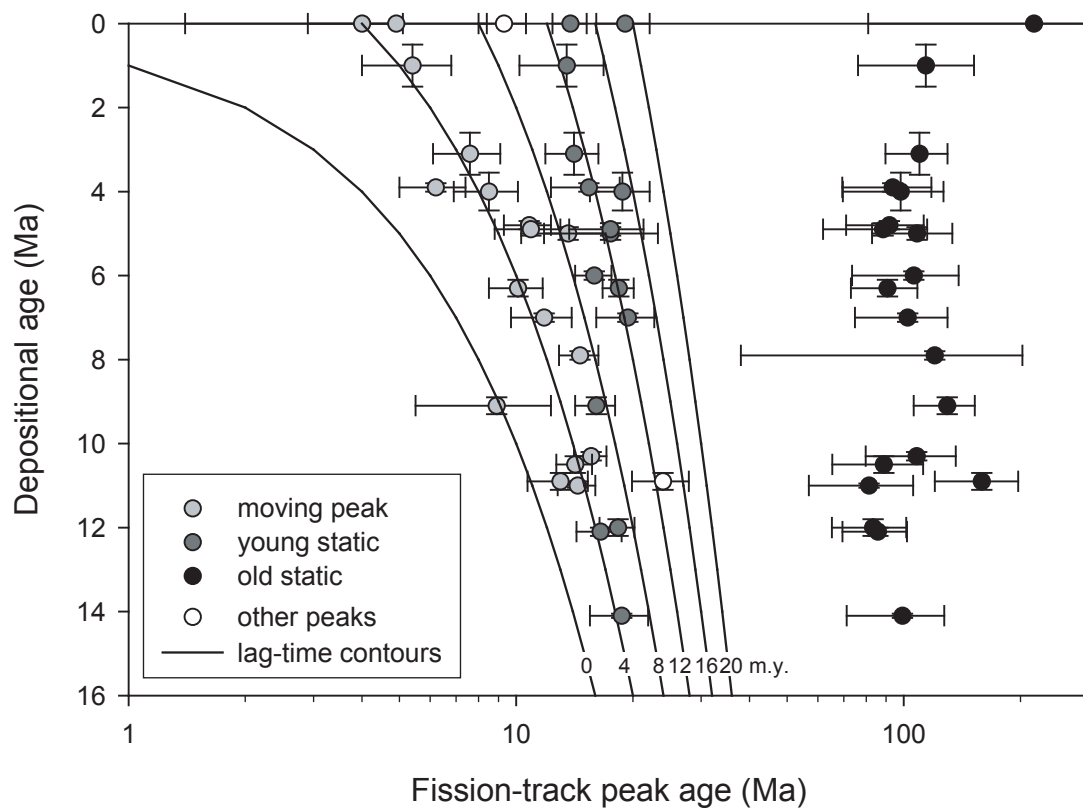 0
2
4
6
8
10
12
14
16
Depositional age (Ma)
moving peak
young static
old static
other peaks
lag-time contours
0 4 8 12 16 20 m.y.
1 10 100
Fission-track peak age (Ma)